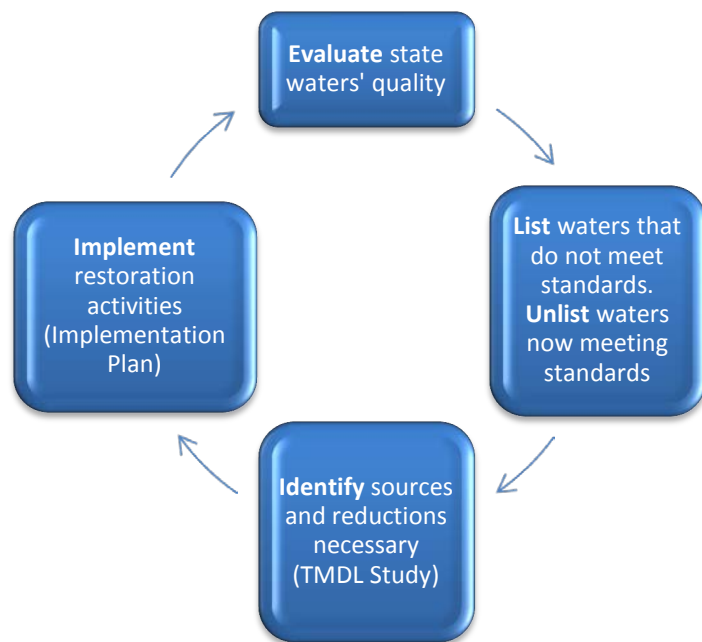 Evaluate state
waters' quality
List waters that
do not meet
standards.
Unlist waters
now meeting
standards
Identify sources
and reductions
necessary
(TMDL Study)
Implement
restoration
activities
(Implementation
Plan)